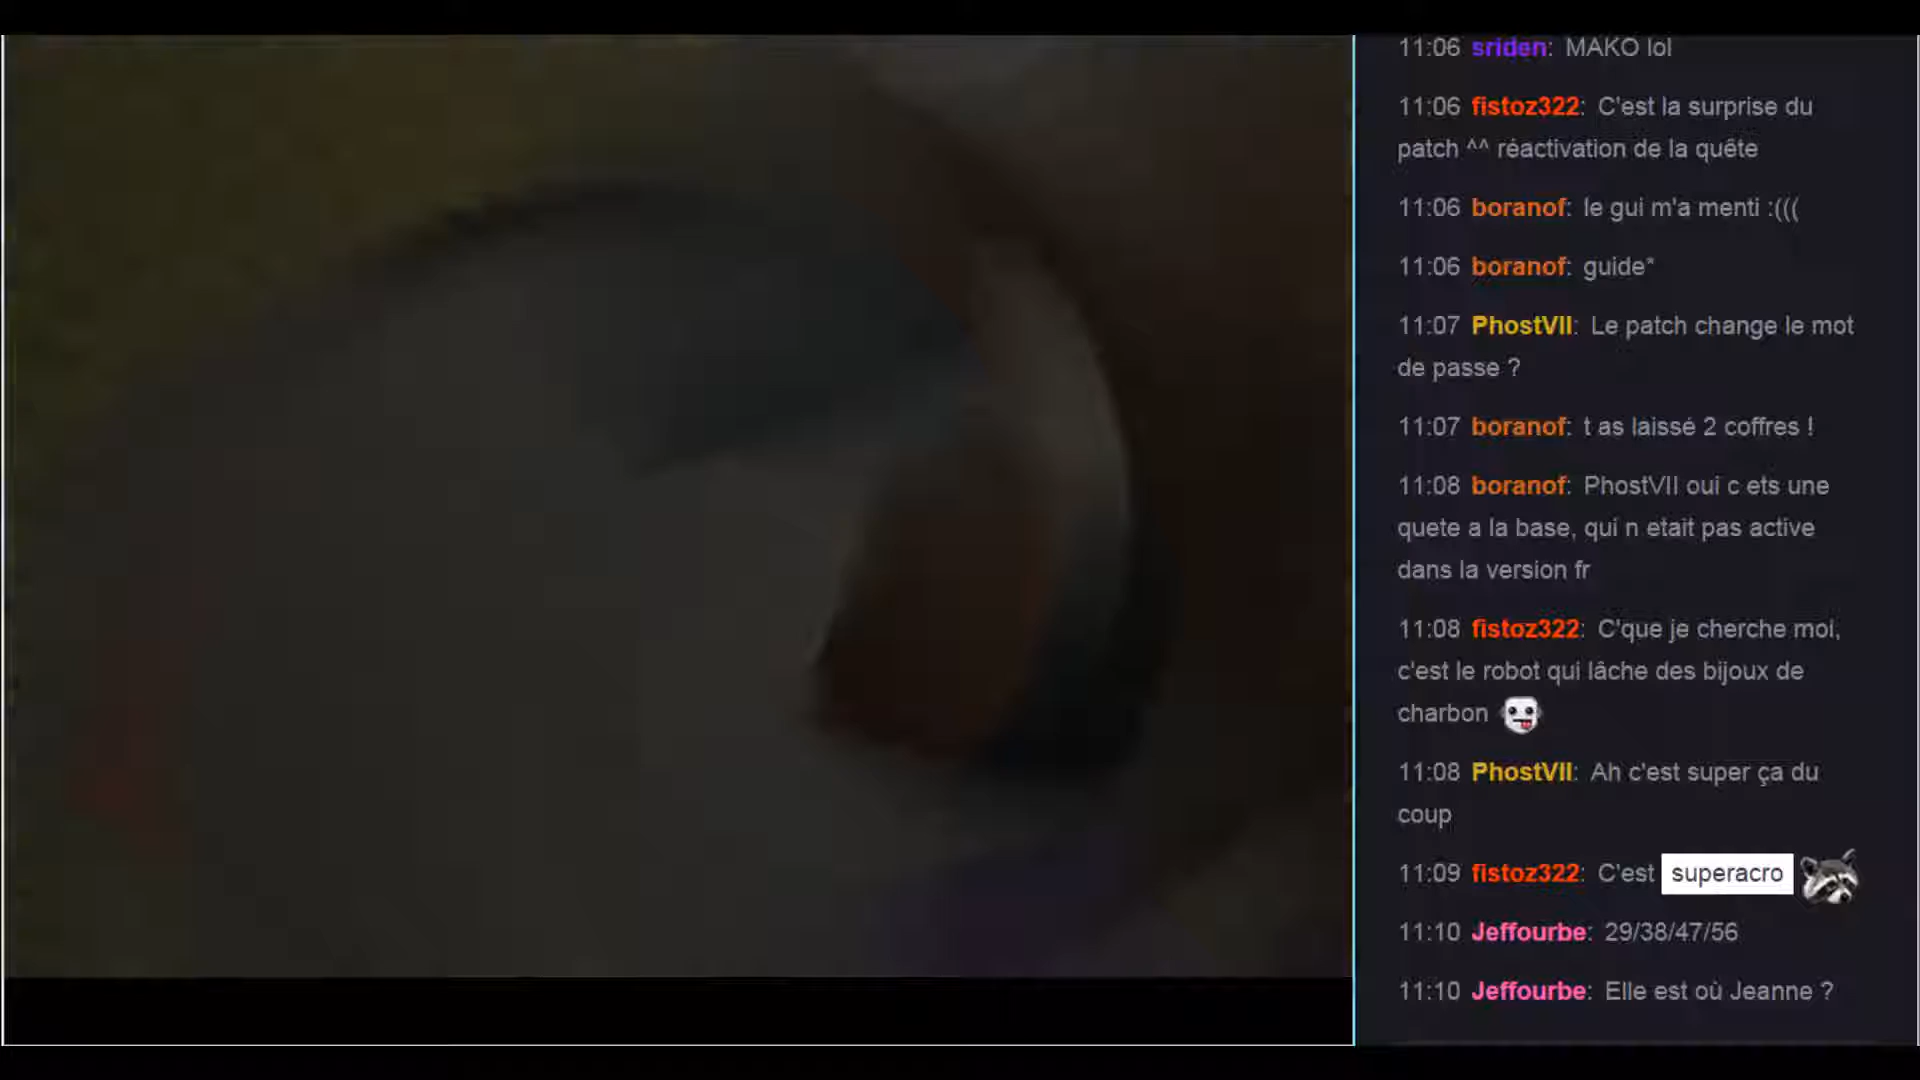 11:06 sriden: MAKO lol
11:06 fistoz322: C'est la surprise du
patch ^^ réactivation de la quête
11:06 boranof: le gui m'a menti :(((
11:06 boranof: guide*
11:07 PhostVII: Le patch change le mot
de passe ?
11:07 boranof: t as laissé 2 coffres !
11:08 boranof: PhostVII oui c ets une
quete a la base, qui n etait pas active
dans la version fr
11:08 fistoz322: C'que je cherche moi,
c'est le robot qui lâche des bijoux de
charbon
11:08 PhostVII: Ah c'est super ça du
coup
11:09 fistoz322: C'est superacro
11:10 Jeffourbe: 29/38/47/56
11:10 Jeffourbe: Elle est où Jeanne ?